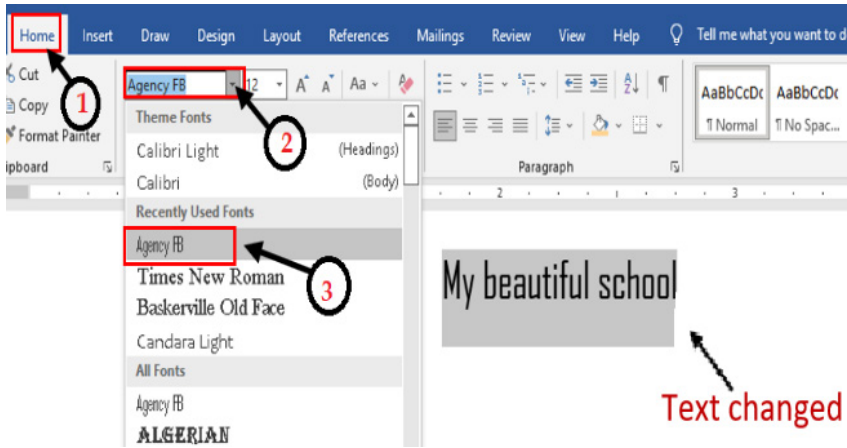 Home Insert Draw Design Layout References Mailings Review View Help Tell me what you want to d
Cut
Copy
Format Painter
ipboard
1
Agency FB 12 A A Aa
2
Theme Fonts
Calibri Light (Headings)
Calibri (Body)
Recently Used Fonts
Agency FB
3
Times New Roman
Baskerville Old Face
Candara Light
All Fonts
Agency FB
ALGERIAN
Paragraph
AaBbCcDc AaBbCcDc
¶ Normal ¶ No Spac...
2 3
My beautiful school
Text changed